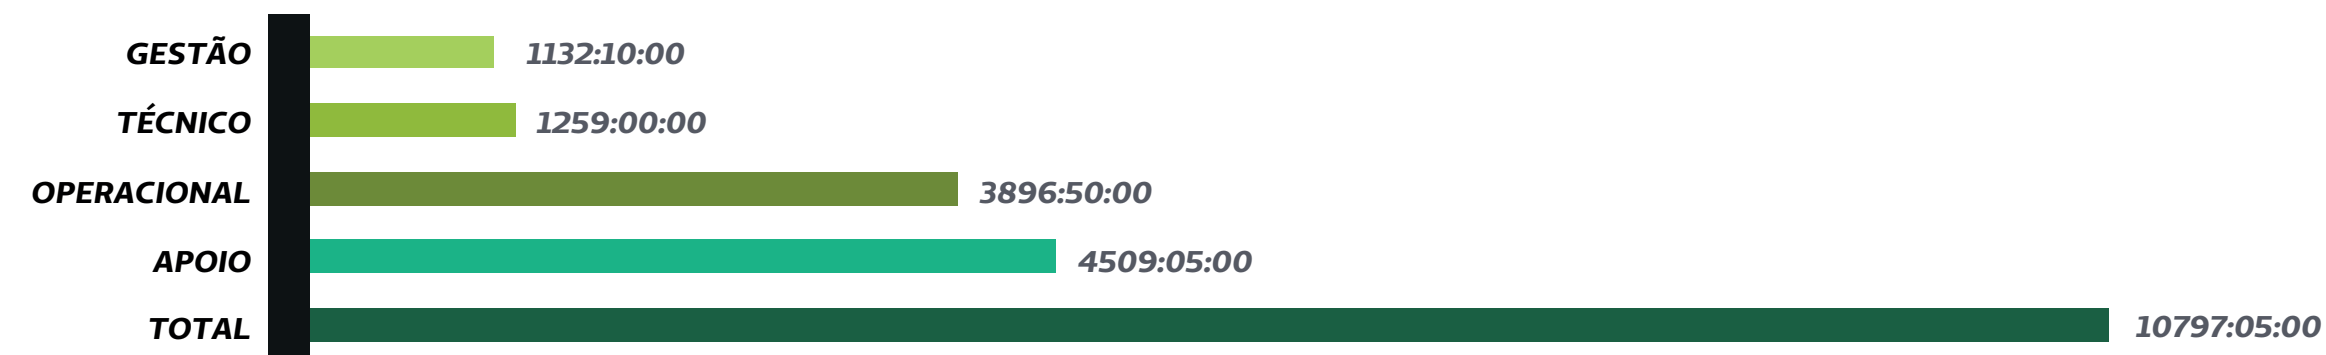 GESTÃO 1132:10:00
TÉCNICO 1259:00:00
OPERACIONAL 3896:50:00
APOIO 4509:05:00
TOTAL 10797:05:00